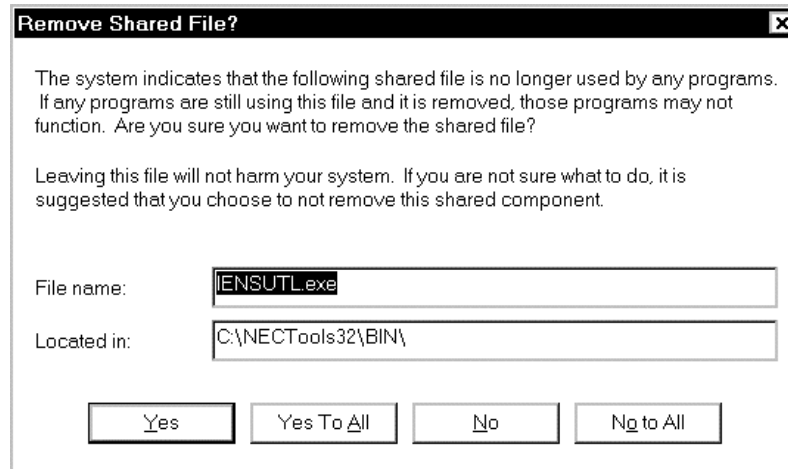 Remove Shared File?
The system indicates that the following shared file is no longer used by any programs.
If any programs are still using this file and it is removed, those programs may not
function. Are you sure you want to remove the shared file?
Leaving this file will not harm your system. If you are not sure what to do, it is
suggested that you choose to not remove this shared component.
File name: IENSUTL.exe
Located in: C:\NECTools32\BIN\
Yes Yes To All No No to All